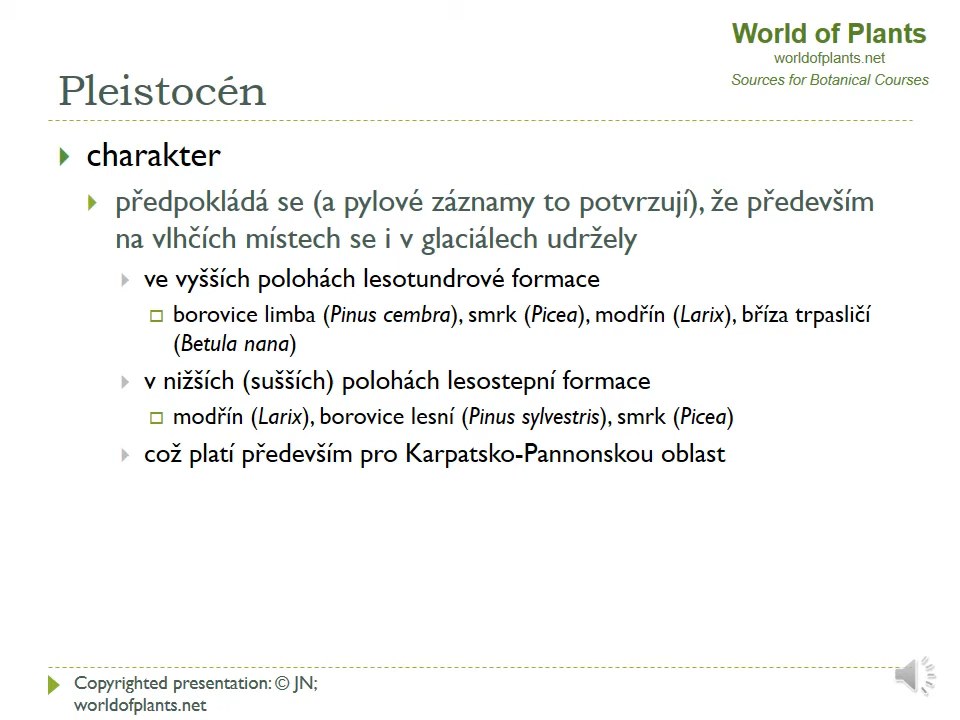 World of Plants
worldofplants.net
Sources for Botanical Courses
Pleistocén
charakter
předpokládá se (a pylové záznamy to potvrzují), že především
na vlhčích místech se i v glaciálech udržely
ve vyšších polohách lesotundrové formace
borovice limba (Pinus cembra), smrk (Picea), modřín (Larix), bříza trpasličí
(Betula nana)
v nižších (sušších) polohách lesostepní formace
modřín (Larix), borovice lesní (Pinus sylvestris), smrk (Picea)
což platí především pro Karpatsko-Pannonskou oblast
Copyrighted presentation: © JN;
worldofplants.net